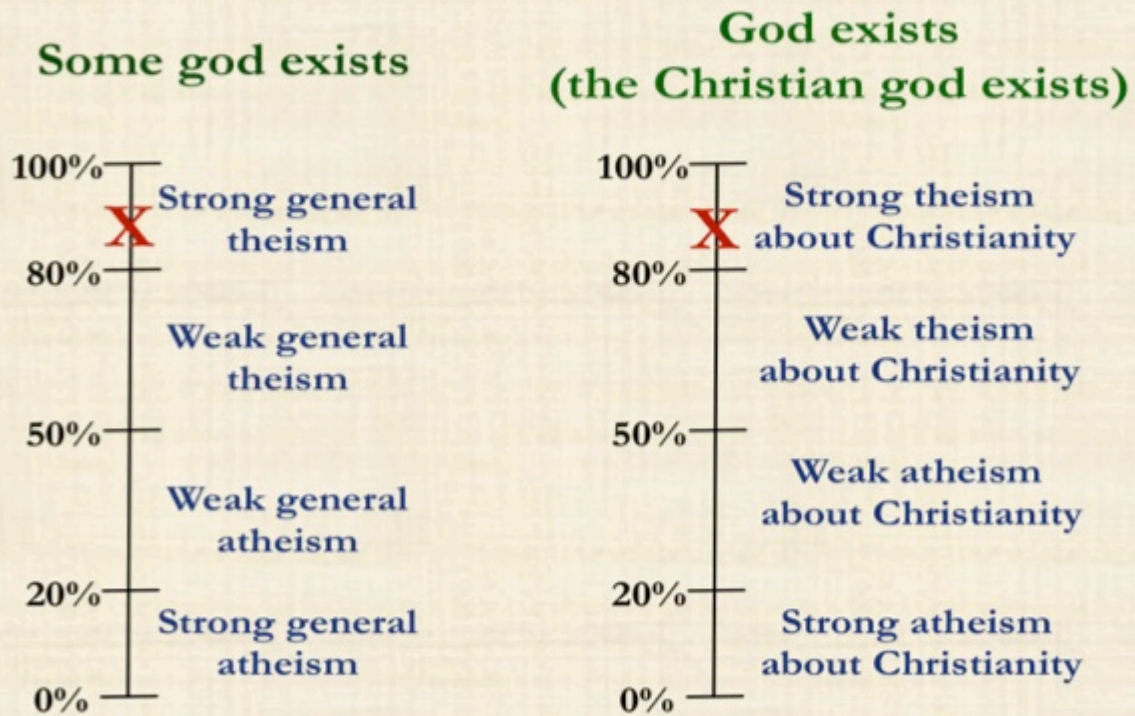 Some god exists
100%
X
Strong general
theism
80%
Weak general
theism
50%
Weak general
atheism
20%
Strong general
atheism
0%
God exists
(the Christian god exists)
100%
X
Strong theism
about Christianity
80%
Weak theism
about Christianity
50%
Weak atheism
about Christianity
20%
Strong atheism
about Christianity
0%